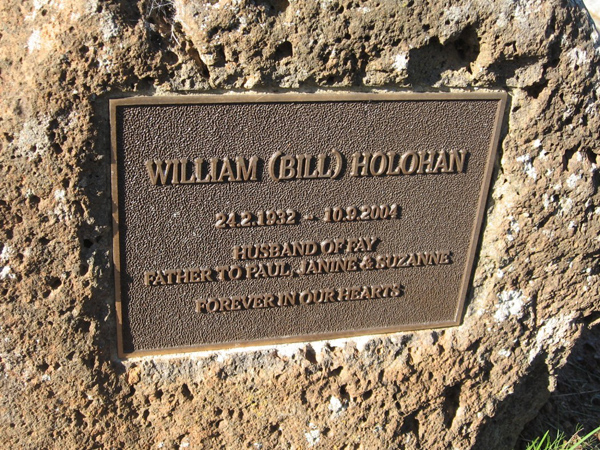 WILLIAM (BILL) HOLOHAN
24.2.1932 - 10.9.2004
HUSBAND OF FAY
FATHER TO PAUL, JANINE & SUZANNE
FOREVER IN OUR HEARTS